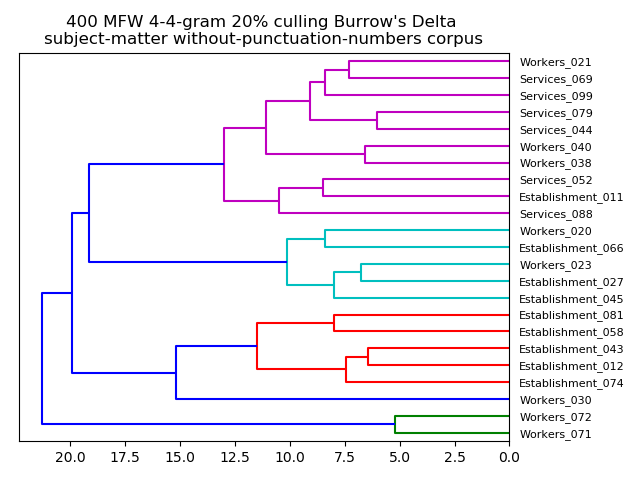 400 MFW 4-4-gram 20% culling Burrow's Delta
subject-matter without-punctuation-numbers corpus
Workers_021
Services_069
Services_099
Services_079
Services_044
Workers_040
Workers_038
Services_052
Establishment_011
Services_088
Workers_020
Establishment_066
Workers_023
Establishment_027
Establishment_045
Establishment_081
Establishment_058
Establishment_043
Establishment_012
Establishment_074
Workers_030
Workers_072
Workers_071
20.0 17.5 15.0 12.5 10.0 7.5 5.0 2.5 0.0